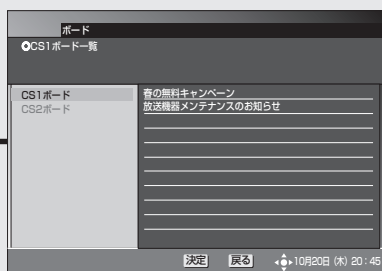 ボード
CS1ボード一覧
CS1ボード
CS2ボード
春の無料キャンペーン
放送機器メンテナンスのお知らせ
決定 戻る 10月20日 (木) 20:45